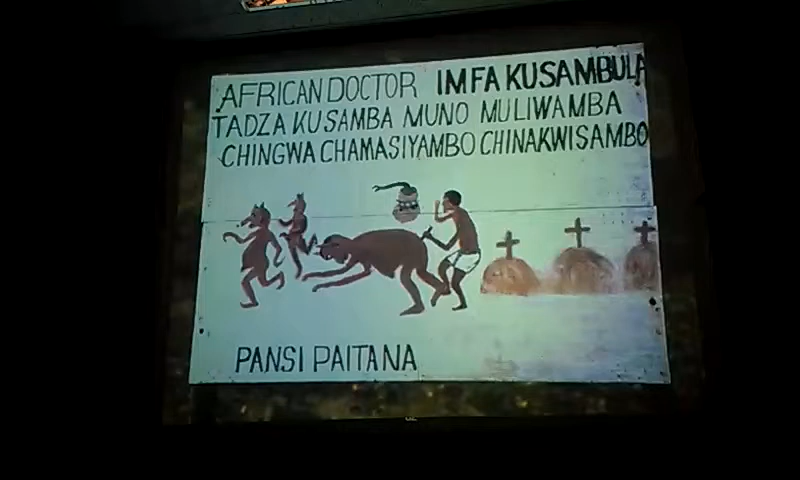 AFRICAN DOCTOR IMFA KUSAMBULA
TADZA KUSAMBA MUNO MULIWAMBA
CHINGWA CHAMASIYAMBO CHINAKWISAMBO
PANSI PAITANA